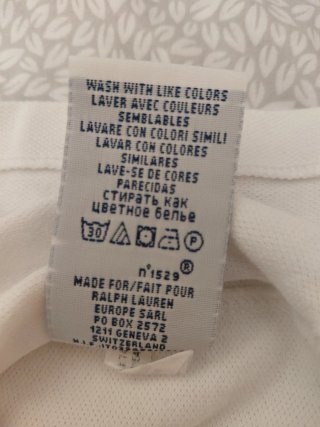 WASH WITH LIKE COLORS
LAVER AVEC COULEURS
SEMBLABLES
LAVARE CON COLORI SIMILI
LAVAR CON COLORES
SIMILARES
LAVE-SE DE CORES
PARECIDAS
СТИРАТЬ КАК
ЦВЕТНОЕ БЕЛЬЕ
30 P
n°1529 ®
MADE FOR/FAIT POUR
RALPH LAUREN
EUROPE SARL
PO BOX 2572
1211 GENEVA 2
SWITZERLAND